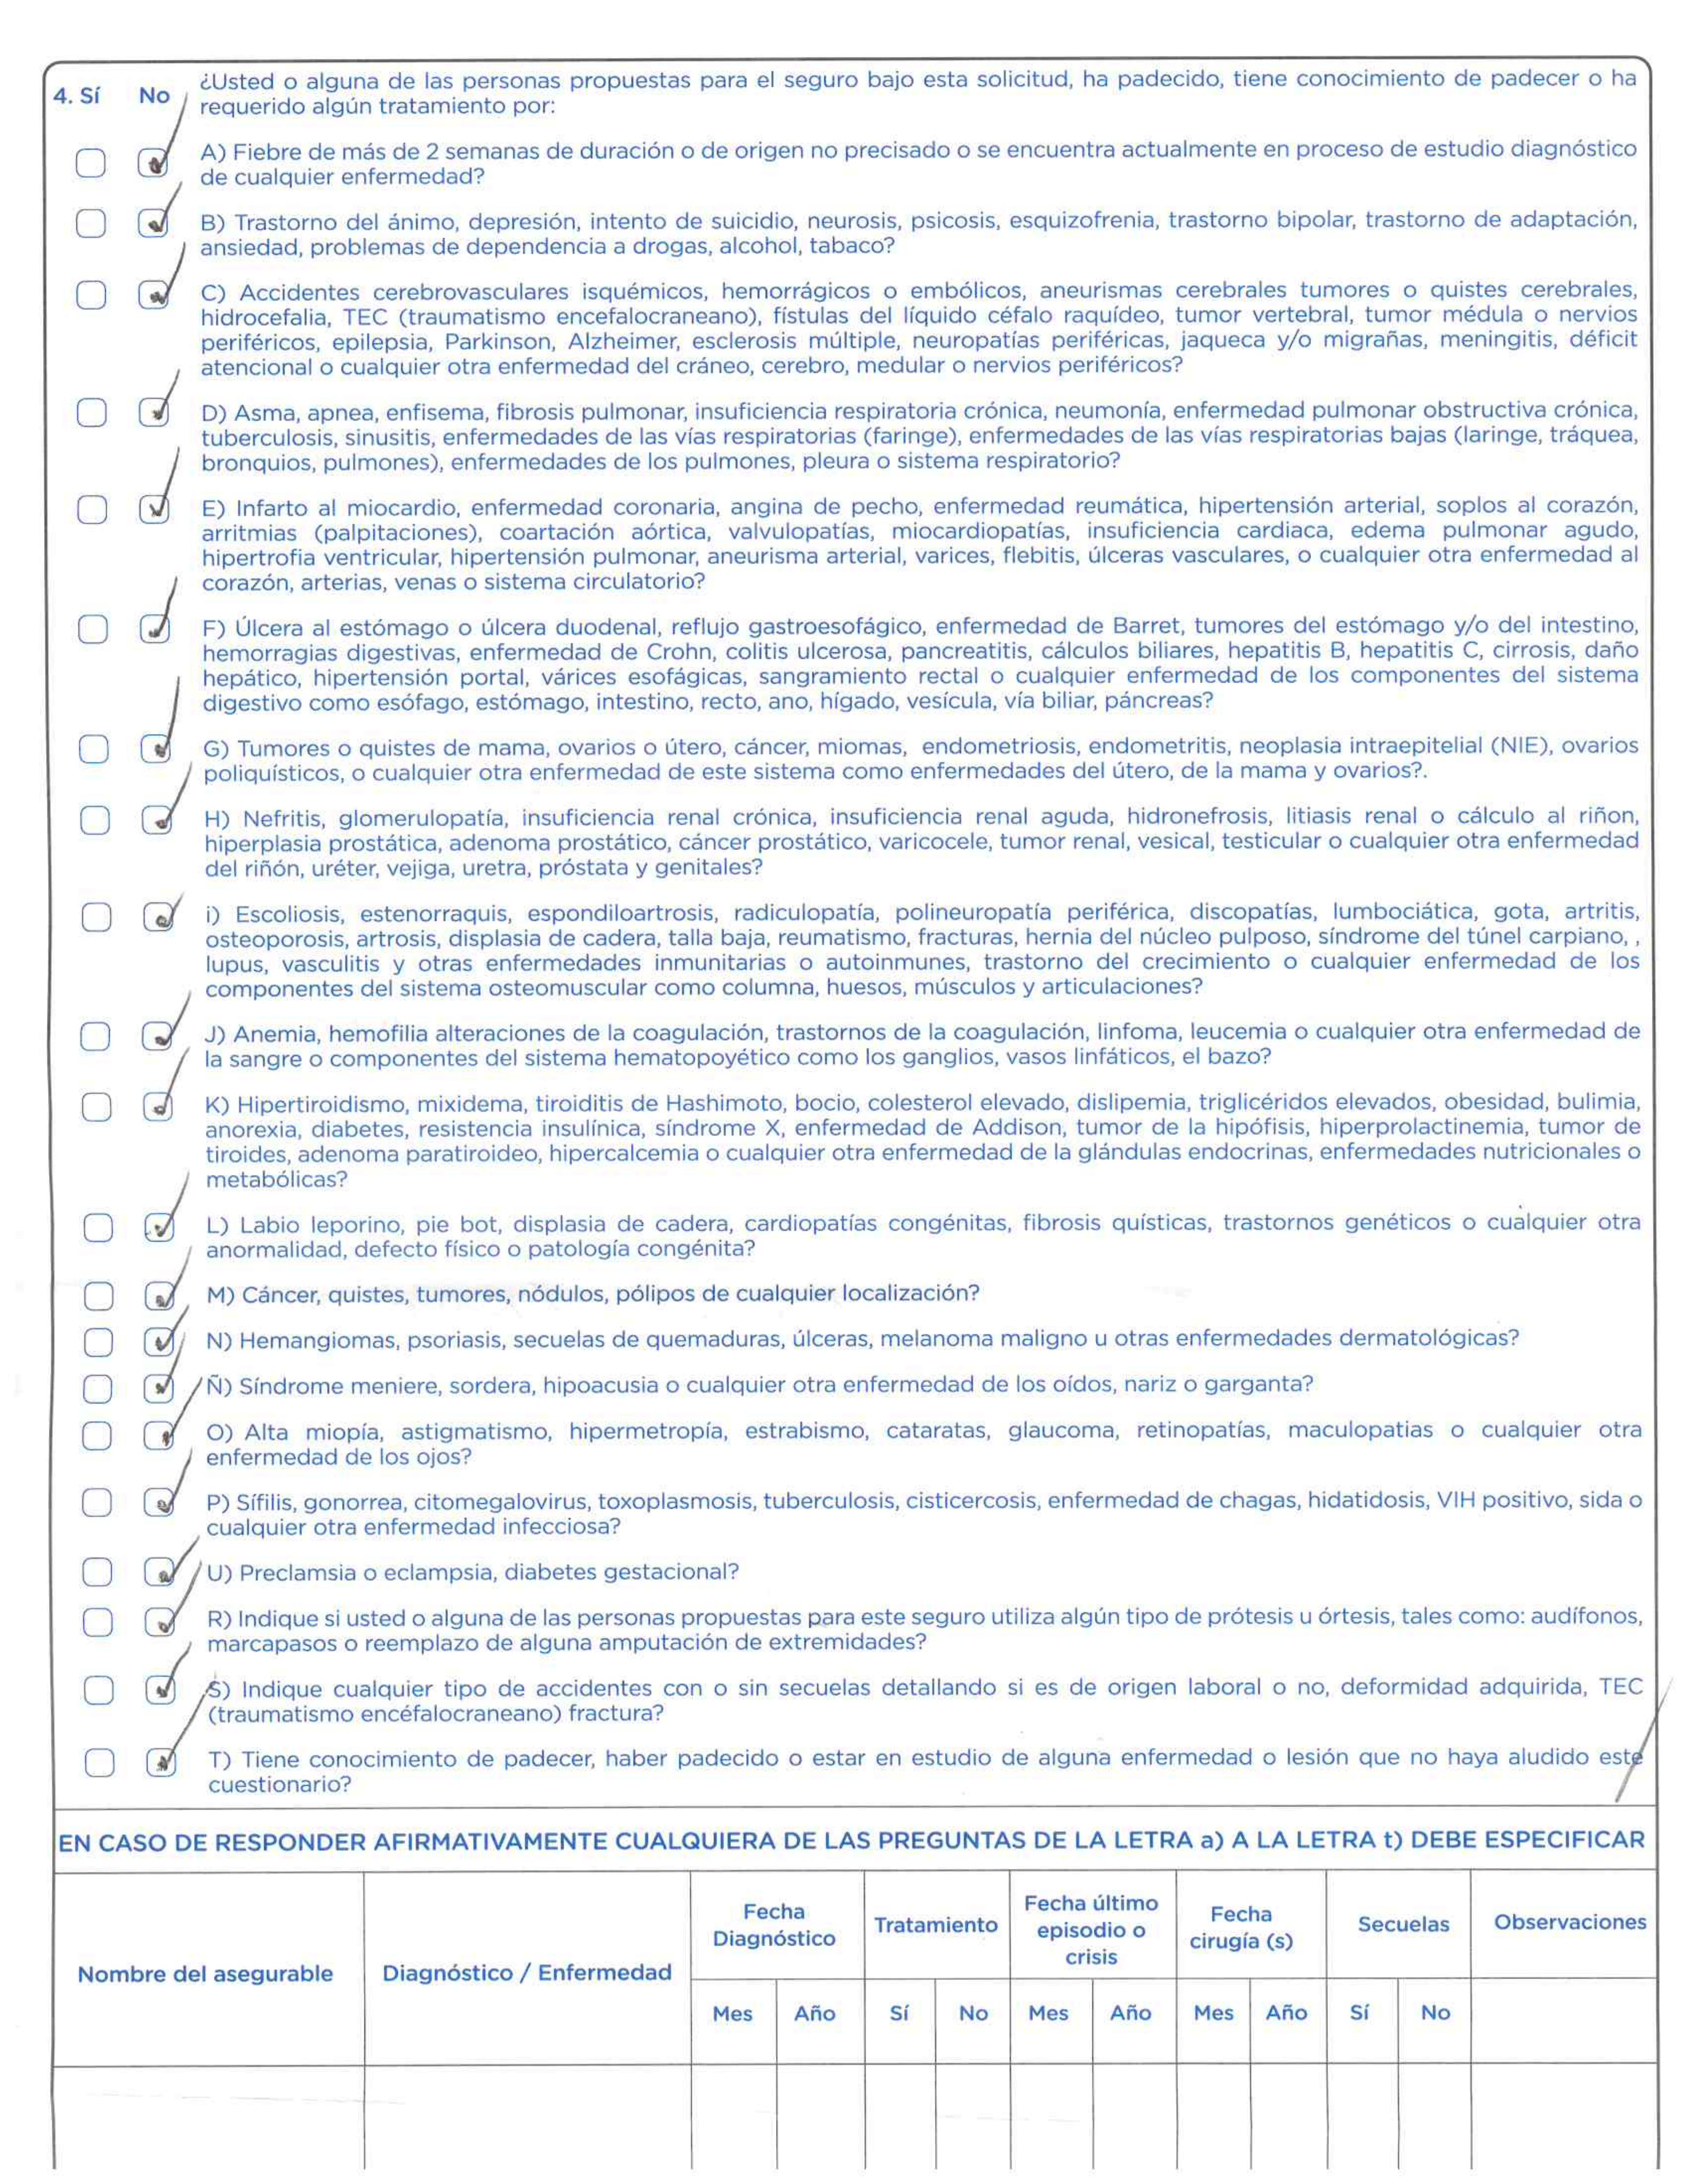 4. Sí No ¿Usted o alguna de las personas propuestas para el seguro bajo esta solicitud, ha padecido, tiene conocimiento de padecer o ha
requerido algún tratamiento por:
A) Fiebre de más de 2 semanas de duración o de origen no precisado o se encuentra actualmente en proceso de estudio diagnóstico
de cualquier enfermedad?
B) Trastorno del ánimo, depresión, intento de suicidio, neurosis, psicosis, esquizofrenia, trastorno bipolar, trastorno de adaptación,
ansiedad, problemas de dependencia a drogas, alcohol, tabaco?
C) Accidentes cerebrovasculares isquémicos, hemorrágicos o embólicos, aneurismas cerebrales tumores o quistes cerebrales,
hidrocefalia, TEC (traumatismo encefalocraneano), fístulas del líquido céfalo raquídeo, tumor vertebral, tumor médula o nervios
periféricos, epilepsia, Parkinson, Alzheimer, esclerosis múltiple, neuropatías periféricas, jaqueca y/o migrañas, meningitis, déficit
atencional o cualquier otra enfermedad del cráneo, cerebro, medular o nervios periféricos?
D) Asma, apnea, enfisema, fibrosis pulmonar, insuficiencia respiratoria crónica, neumonía, enfermedad pulmonar obstructiva crónica,
tuberculosis, sinusitis, enfermedades de las vías respiratorias (faringe), enfermedades de las vías respiratorias bajas (laringe, tráquea,
bronquios, pulmones), enfermedades de los pulmones, pleura o sistema respiratorio?
E) Infarto al miocardio, enfermedad coronaria, angina de pecho, enfermedad reumática, hipertensión arterial, soplos al corazón,
arritmias (palpitaciones), coartación aórtica, valvulopatías, miocardiopatías, insuficiencia cardiaca, edema pulmonar agudo,
hipertrofia ventricular, hipertensión pulmonar, aneurisma arterial, varices, flebitis, úlceras vasculares, o cualquier otra enfermedad al
corazón, arterias, venas o sistema circulatorio?
F) Úlcera al estómago o úlcera duodenal, reflujo gastroesofágico, enfermedad de Barret, tumores del estómago y/o del intestino,
hemorragias digestivas, enfermedad de Crohn, colitis ulcerosa, pancreatitis, cálculos biliares, hepatitis B, hepatitis C, cirrosis, daño
hepático, hipertensión portal, várices esofágicas, sangramiento rectal o cualquier enfermedad de los componentes del sistema
digestivo como esófago, estómago, intestino, recto, ano, hígado, vesícula, vía biliar, páncreas?
G) Tumores o quistes de mama, ovarios o útero, cáncer, miomas, endometriosis, endometritis, neoplasia intraepitelial (NIE), ovarios
poliquísticos, o cualquier otra enfermedad de este sistema como enfermedades del útero, de la mama y ovarios?.
H) Nefritis, glomerulopatía, insuficiencia renal crónica, insuficiencia renal aguda, hidronefrosis, litiasis renal o cálculo al riñon,
hiperplasia prostática, adenoma prostático, cáncer prostático, varicocele, tumor renal, vesical, testicular o cualquier otra enfermedad
del riñón, uréter, vejiga, uretra, próstata y genitales?
i) Escoliosis, estenorraquis, espondiloartrosis, radiculopatía, polineuropatía periférica, discopatías, lumbociática, gota, artritis,
osteoporosis, artrosis, displasia de cadera, talla baja, reumatismo, fracturas, hernia del núcleo pulposo, síndrome del túnel carpiano, ,
lupus, vasculitis y otras enfermedades inmunitarias o autoinmunes, trastorno del crecimiento o cualquier enfermedad de los
componentes del sistema osteomuscular como columna, huesos, músculos y articulaciones?
J) Anemia, hemofilia alteraciones de la coagulación, trastornos de la coagulación, linfoma, leucemia o cualquier otra enfermedad de
la sangre o componentes del sistema hematopoyético como los ganglios, vasos linfáticos, el bazo?
K) Hipertiroidismo, mixidema, tiroiditis de Hashimoto, bocio, colesterol elevado, dislipemia, triglicéridos elevados, obesidad, bulimia,
anorexia, diabetes, resistencia insulínica, síndrome X, enfermedad de Addison, tumor de la hipófisis, hiperprolactinemia, tumor de
tiroides, adenoma paratiroideo, hipercalcemia o cualquier otra enfermedad de la glándulas endocrinas, enfermedades nutricionales o
metabólicas?
L) Labio leporino, pie bot, displasia de cadera, cardiopatías congénitas, fibrosis quísticas, trastornos genéticos o cualquier otra
anormalidad, defecto físico o patología congénita?
M) Cáncer, quistes, tumores, nódulos, pólipos de cualquier localización?
N) Hemangiomas, psoriasis, secuelas de quemaduras, úlceras, melanoma maligno u otras enfermedades dermatológicas?
Ñ) Síndrome meniere, sordera, hipoacusia o cualquier otra enfermedad de los oídos, nariz o garganta?
O) Alta miopía, astigmatismo, hipermetropía, estrabismo, cataratas, glaucoma, retinopatías, maculopatias o cualquier otra
enfermedad de los ojos?
P) Sífilis, gonorrea, citomegalovirus, toxoplasmosis, tuberculosis, cisticercosis, enfermedad de chagas, hidatidosis, VIH positivo, sida o
cualquier otra enfermedad infecciosa?
U) Preclamsia o eclampsia, diabetes gestacional?
R) Indique si usted o alguna de las personas propuestas para este seguro utiliza algún tipo de prótesis u órtesis, tales como: audífonos,
marcapasos o reemplazo de alguna amputación de extremidades?
S) Indique cualquier tipo de accidentes con o sin secuelas detallando si es de origen laboral o no, deformidad adquirida, TEC
(traumatismo encéfalocraneano) fractura?
T) Tiene conocimiento de padecer, haber padecido o estar en estudio de alguna enfermedad o lesión que no haya aludido este
cuestionario?
EN CASO DE RESPONDER AFIRMATIVAMENTE CUALQUIERA DE LAS PREGUNTAS DE LA LETRA a) A LA LETRA t) DEBE ESPECIFICAR
Nombre del asegurable
Diagnóstico / Enfermedad
Fecha
Diagnóstico
Tratamiento
Fecha último
episodio o
crisis
Fecha
cirugía (s)
Secuelas
Observaciones
Mes Año Sí No Mes Año Mes Año Sí No